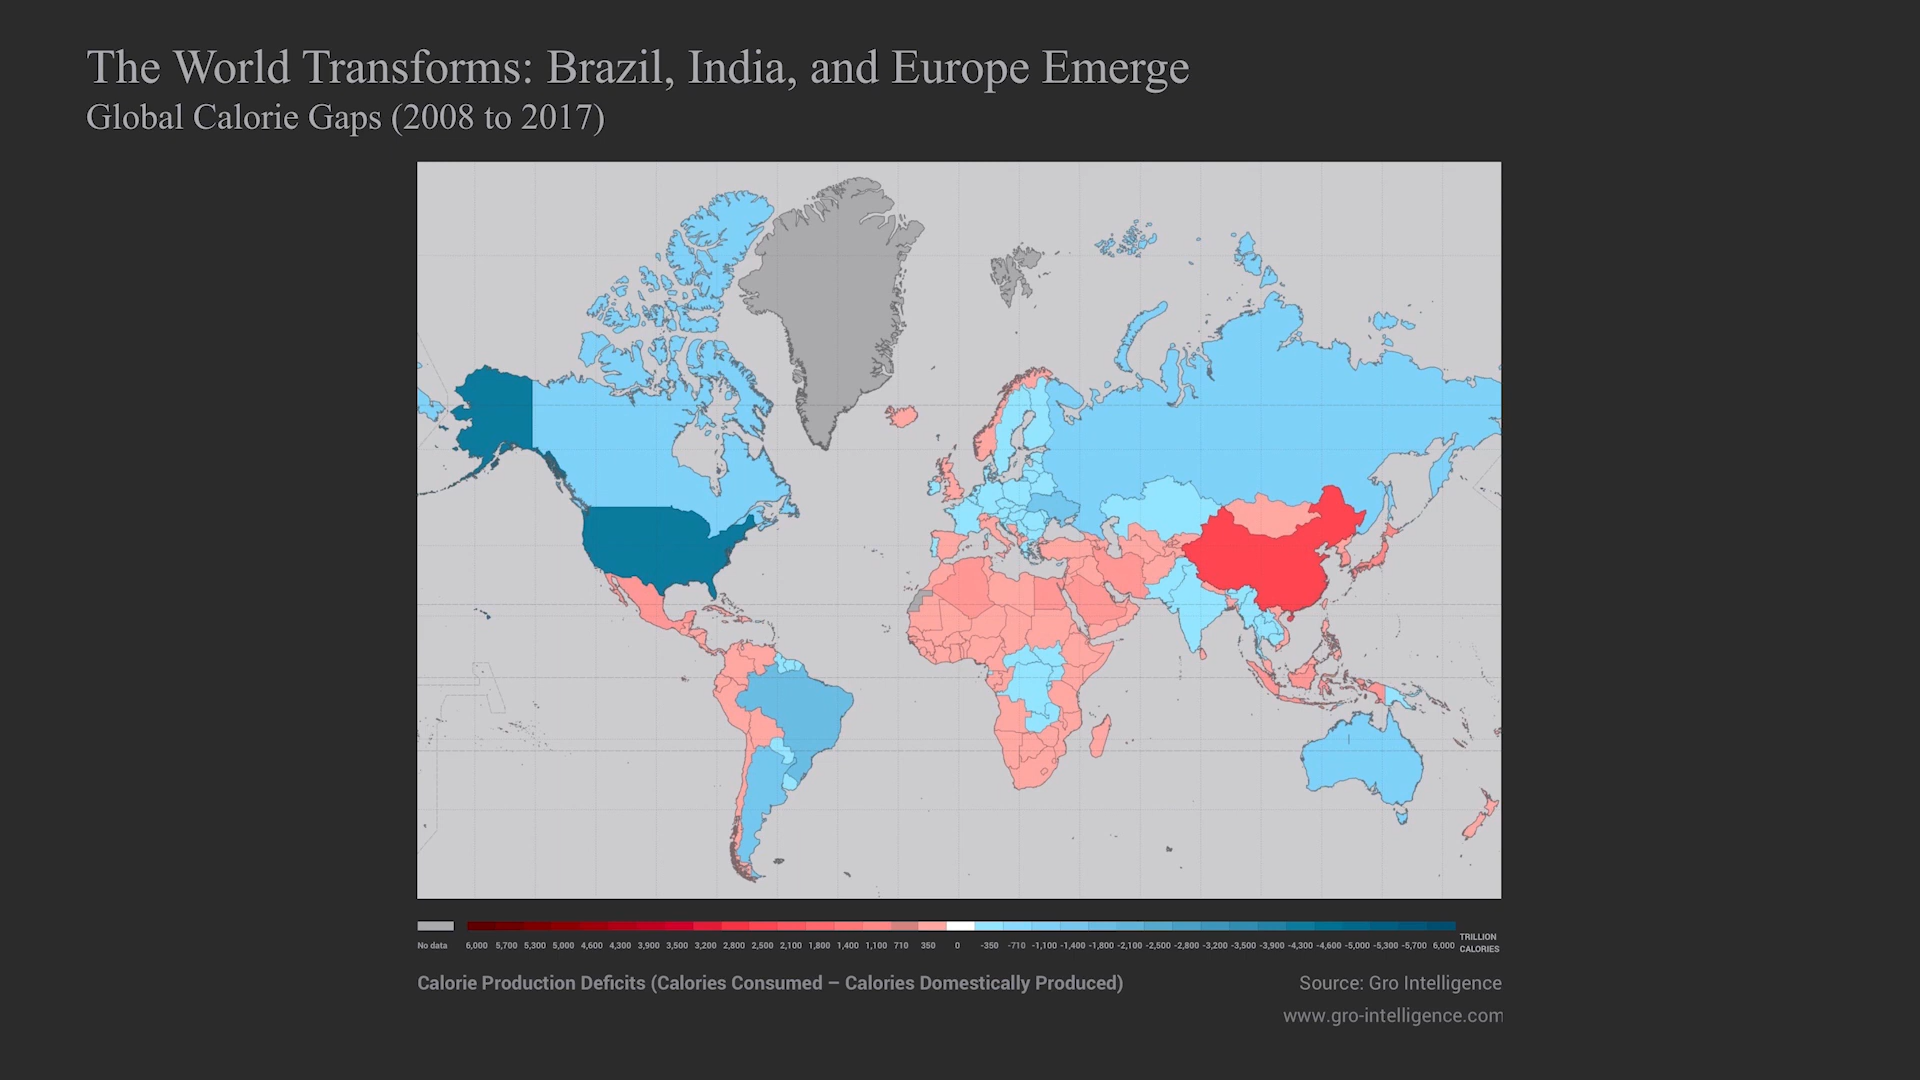 The World Transforms: Brazil, India, and Europe Emerge
Global Calorie Gaps (2008 to 2017)
No data 6,000 5,700 5,300 5,000 4,600 4,300 3,900 3,500 3,200 2,800 2,500 2,100 1,800 1,400 1,100 710 350 0 -350 -710 -1,100 -1,400 -1,800 -2,100 -2,500 -2,800 -3,200 -3,500 -3,900 -4,300 -4,600 -5,000 -5,300 -5,700 6,000 TRILLION
CALORIES
Calorie Production Deficits (Calories Consumed – Calories Domestically Produced) Source: Gro Intelligence
www.gro-intelligence.com